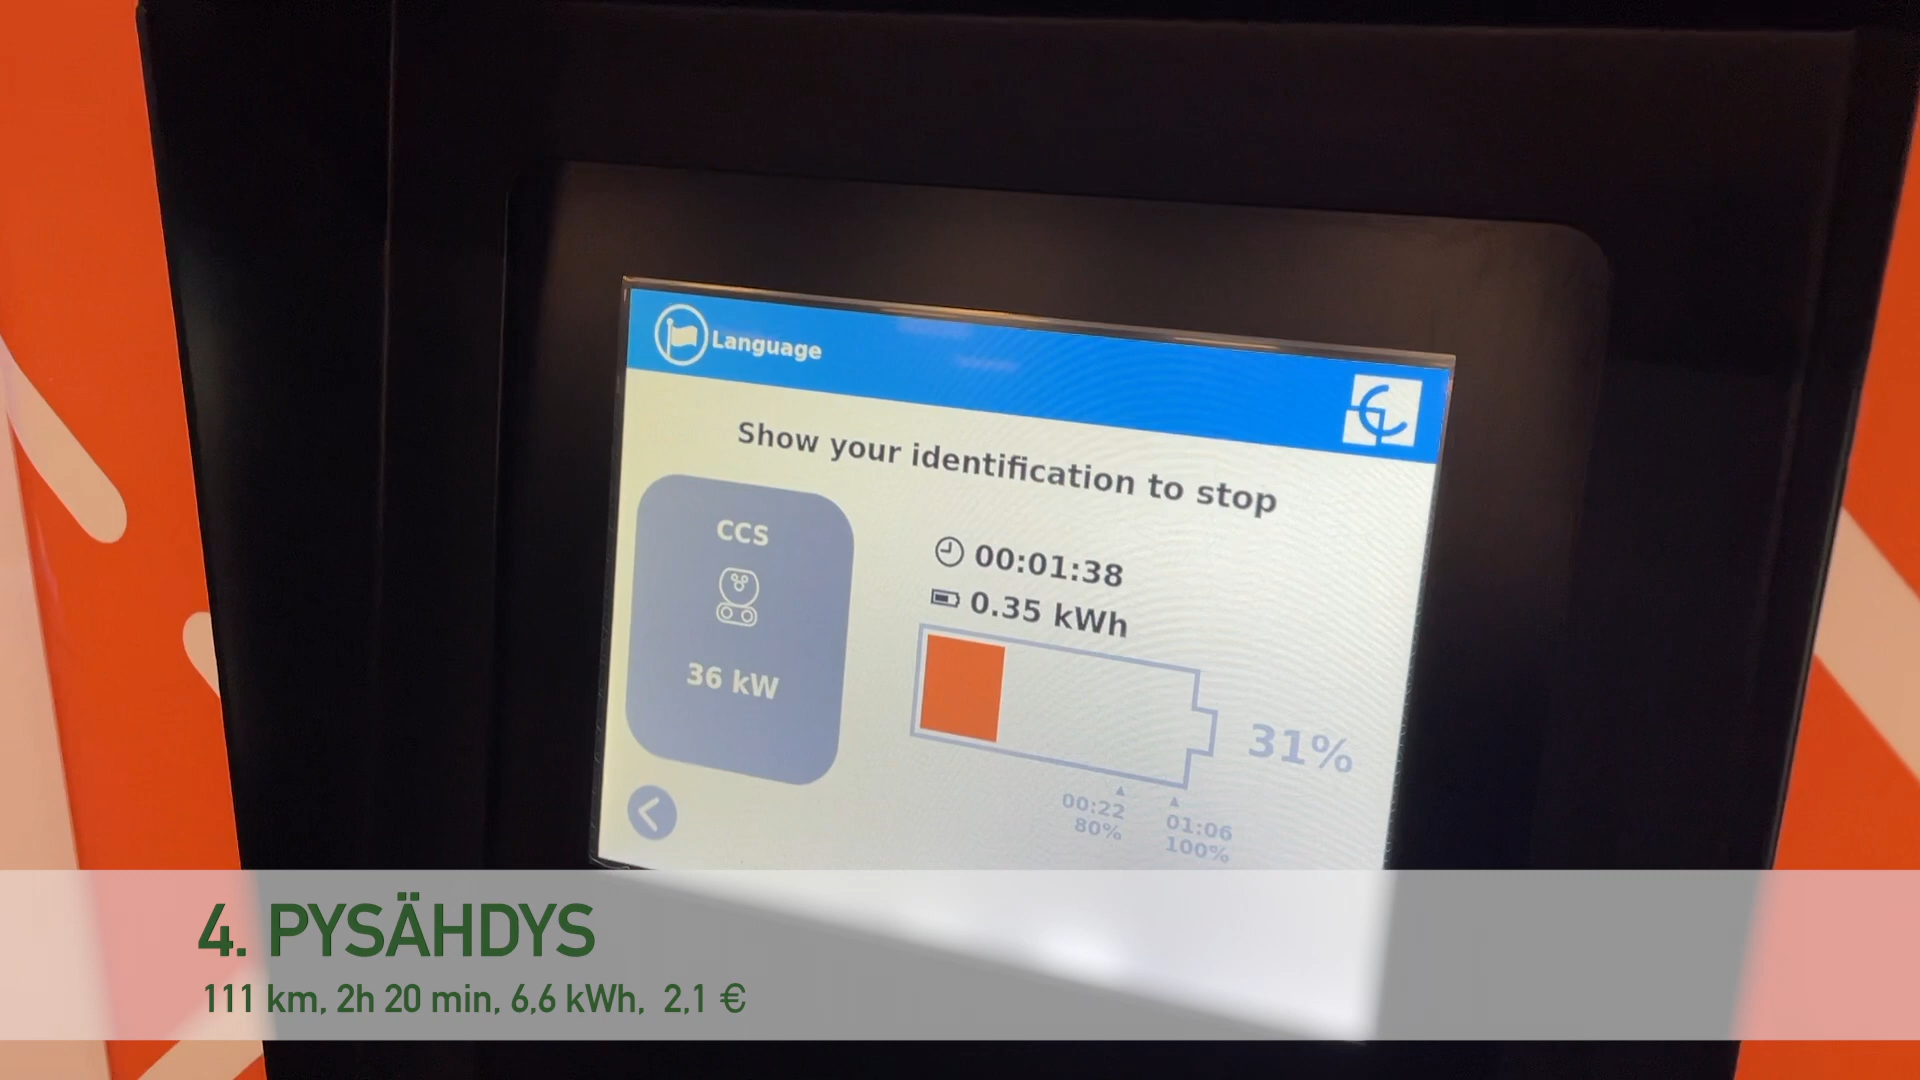 Language
Show your identification to stop
CCS
36 kW
00:01:38
0.35 kWh
31%
00:22
80%
01:06
100%
4. PYSÄHDYS
111 km, 2h 20 min, 6,6 kWh, 2,1 €